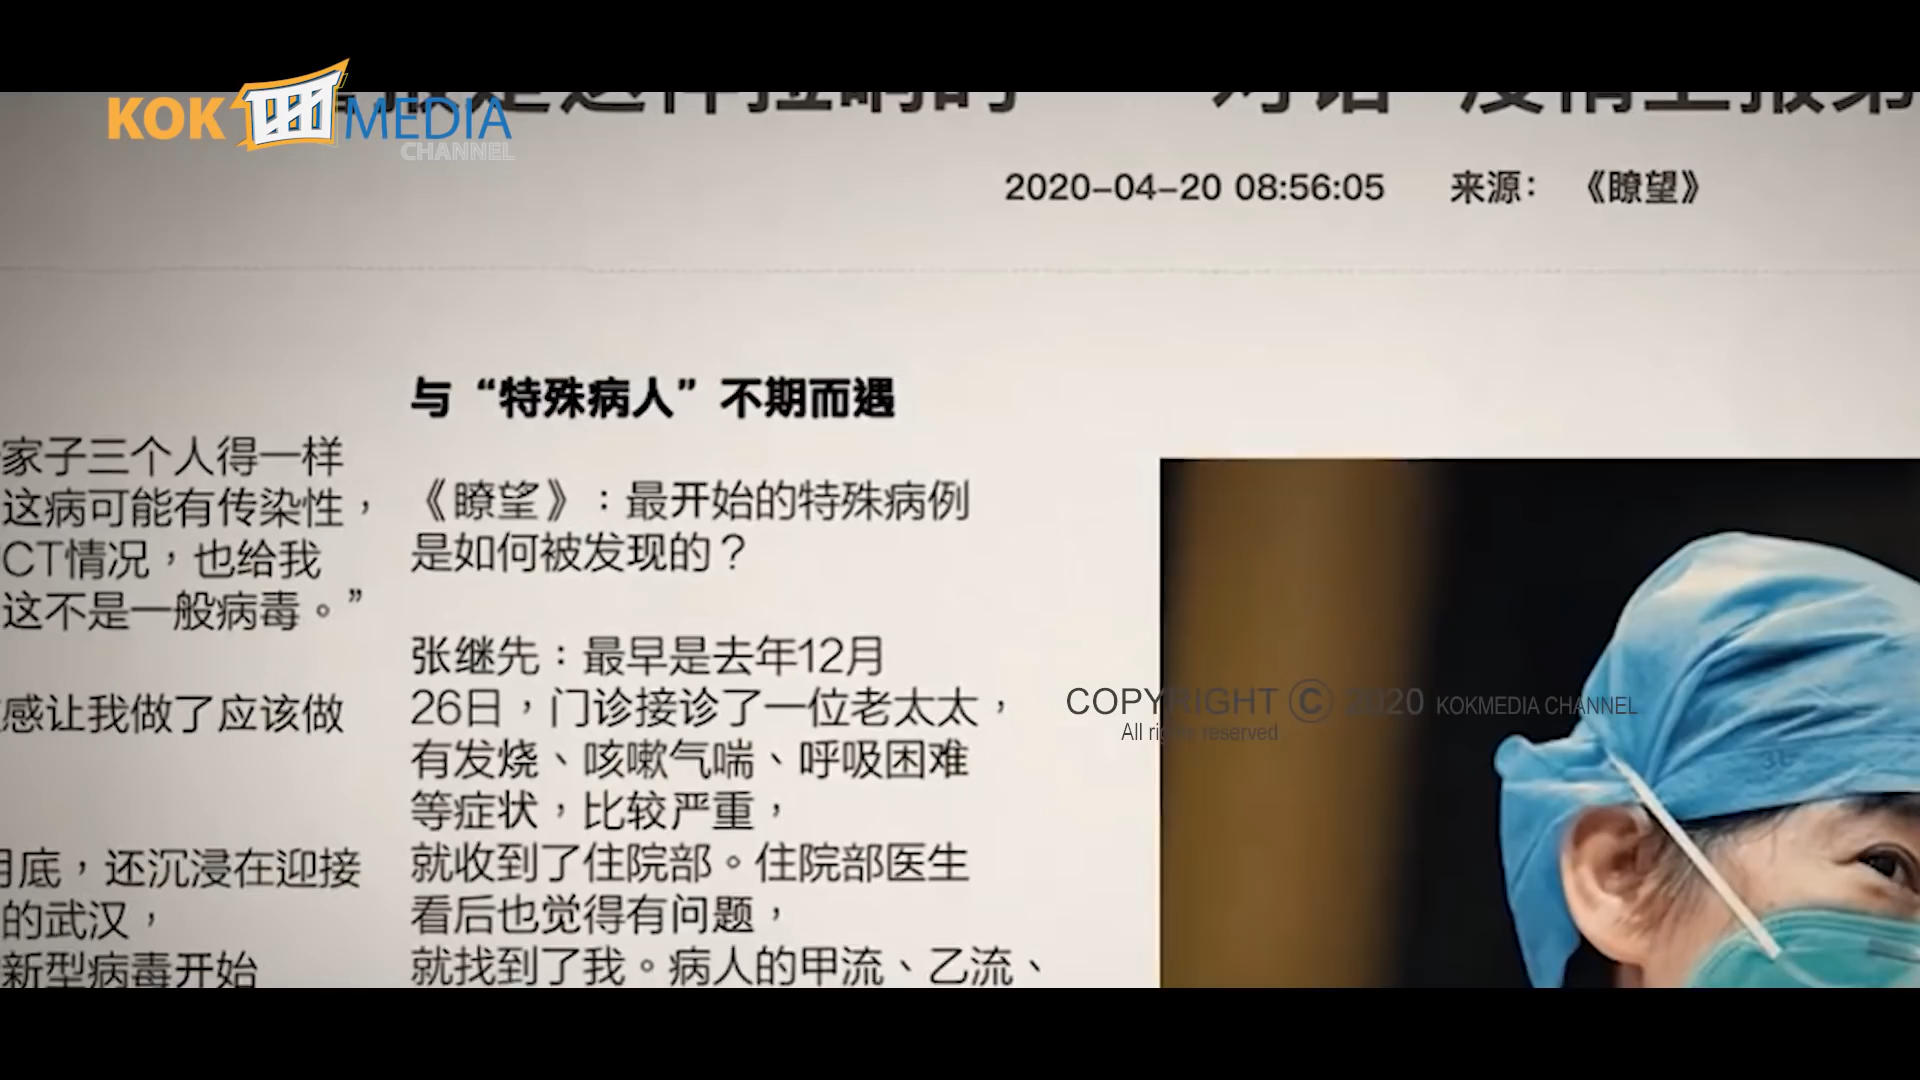 KOK MEDIA
CHANNEL
2020-04-20 08:56:05 来源： 《瞭望》
家子三个人得一样
这病可能有传染性，
CT情况，也给我
这不是一般病毒。”
感让我做了应该做
月底，还沉浸在迎接
的武汉，
新型病毒开始
与“特殊病人”不期而遇
《瞭望》：最开始的特殊病例
是如何被发现的？
张继先：最早是去年12月
26日，门诊接诊了一位老太太，
有发烧、咳嗽气喘、呼吸困难
等症状，比较严重，
就收到了住院部。住院部医生
看后也觉得有问题，
就找到了我。病人的甲流、乙流、
COPYRIGHT © 2020 KOKMEDIA CHANNEL
All rights reserved